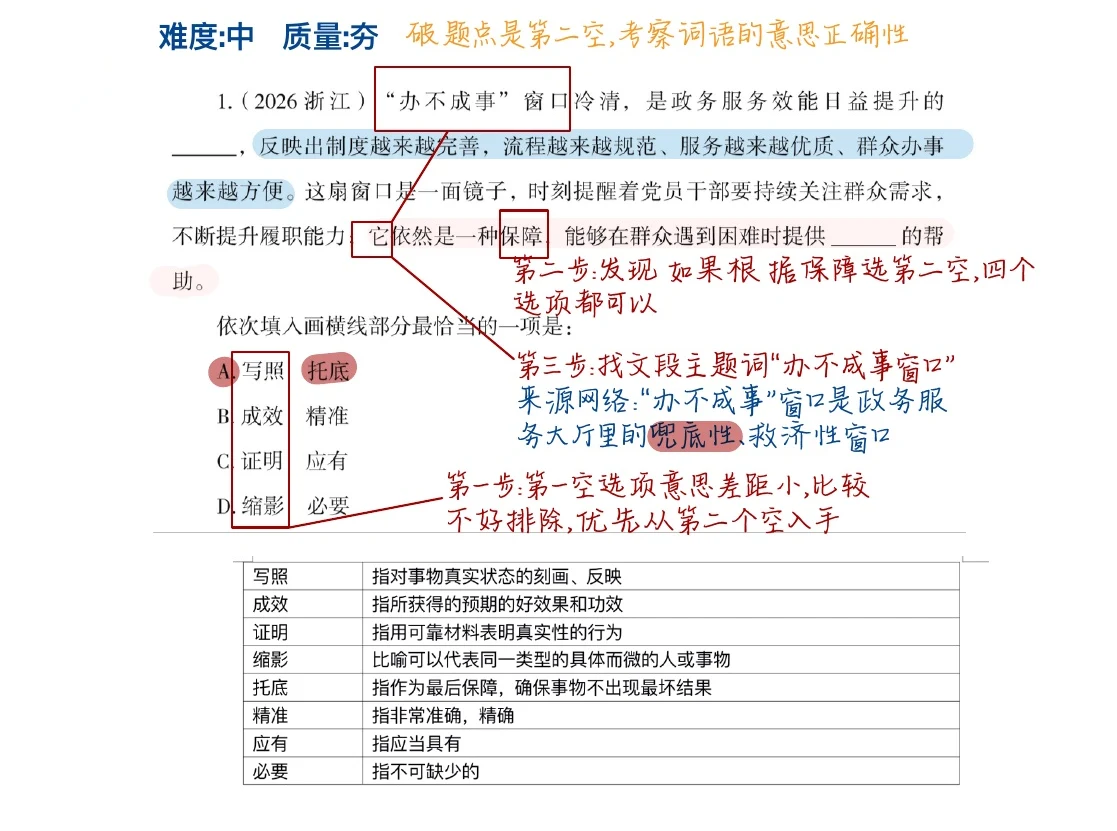 难度:中 质量:夯 破题点是第二空,考察词语的意思正确性
1.（2026 浙江）“办不成事”窗口冷清，是政务服务效能日益提升的
______，反映出制度越来越完善，流程越来越规范、服务越来越优质、群众办事
越来越方便。这扇窗口是一面镜子，时刻提醒着党员干部要持续关注群众需求，
不断提升履职能力；它依然是一种保障，能够在群众遇到困难时提供 ______ 的帮
助。
第二步:发现 如果根据保障选第二空,四个
选项都可以
依次填入画横线部分最恰当的一项是：
A. 写照 托底
B. 成效 精准
C. 证明 应有
D. 缩影 必要
第三步:找文段主题词“办不成事窗口”
来源网络:“办不成事”窗口是政务服
务大厅里的兜底性、救济性窗口
第一步:第一空选项意思差距小,比较
不好排除,优先从第二个空入手
写照 指对事物真实状态的刻画、反映
成效 指所获得的预期的好效果和功效
证明 指用可靠材料表明真实性的行为
缩影 比喻可以代表同一类型的具体而微的人或事物
托底 指作为最后保障，确保事物不出现最坏结果
精准 指非常准确，精确
应有 指应当具有
必要 指不可缺少的